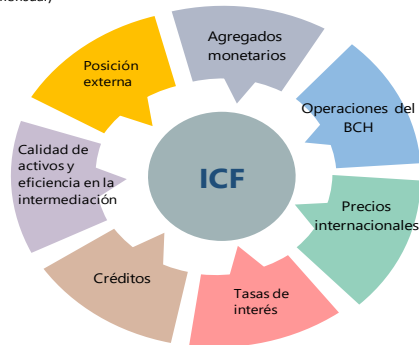 Agregados
monetarios
Posición
externa
Operaciones del
BCH
Calidad de
activos y
eficiencia en la
intermediación
ICF
Precios
internacionales
Créditos
Tasas de
interés